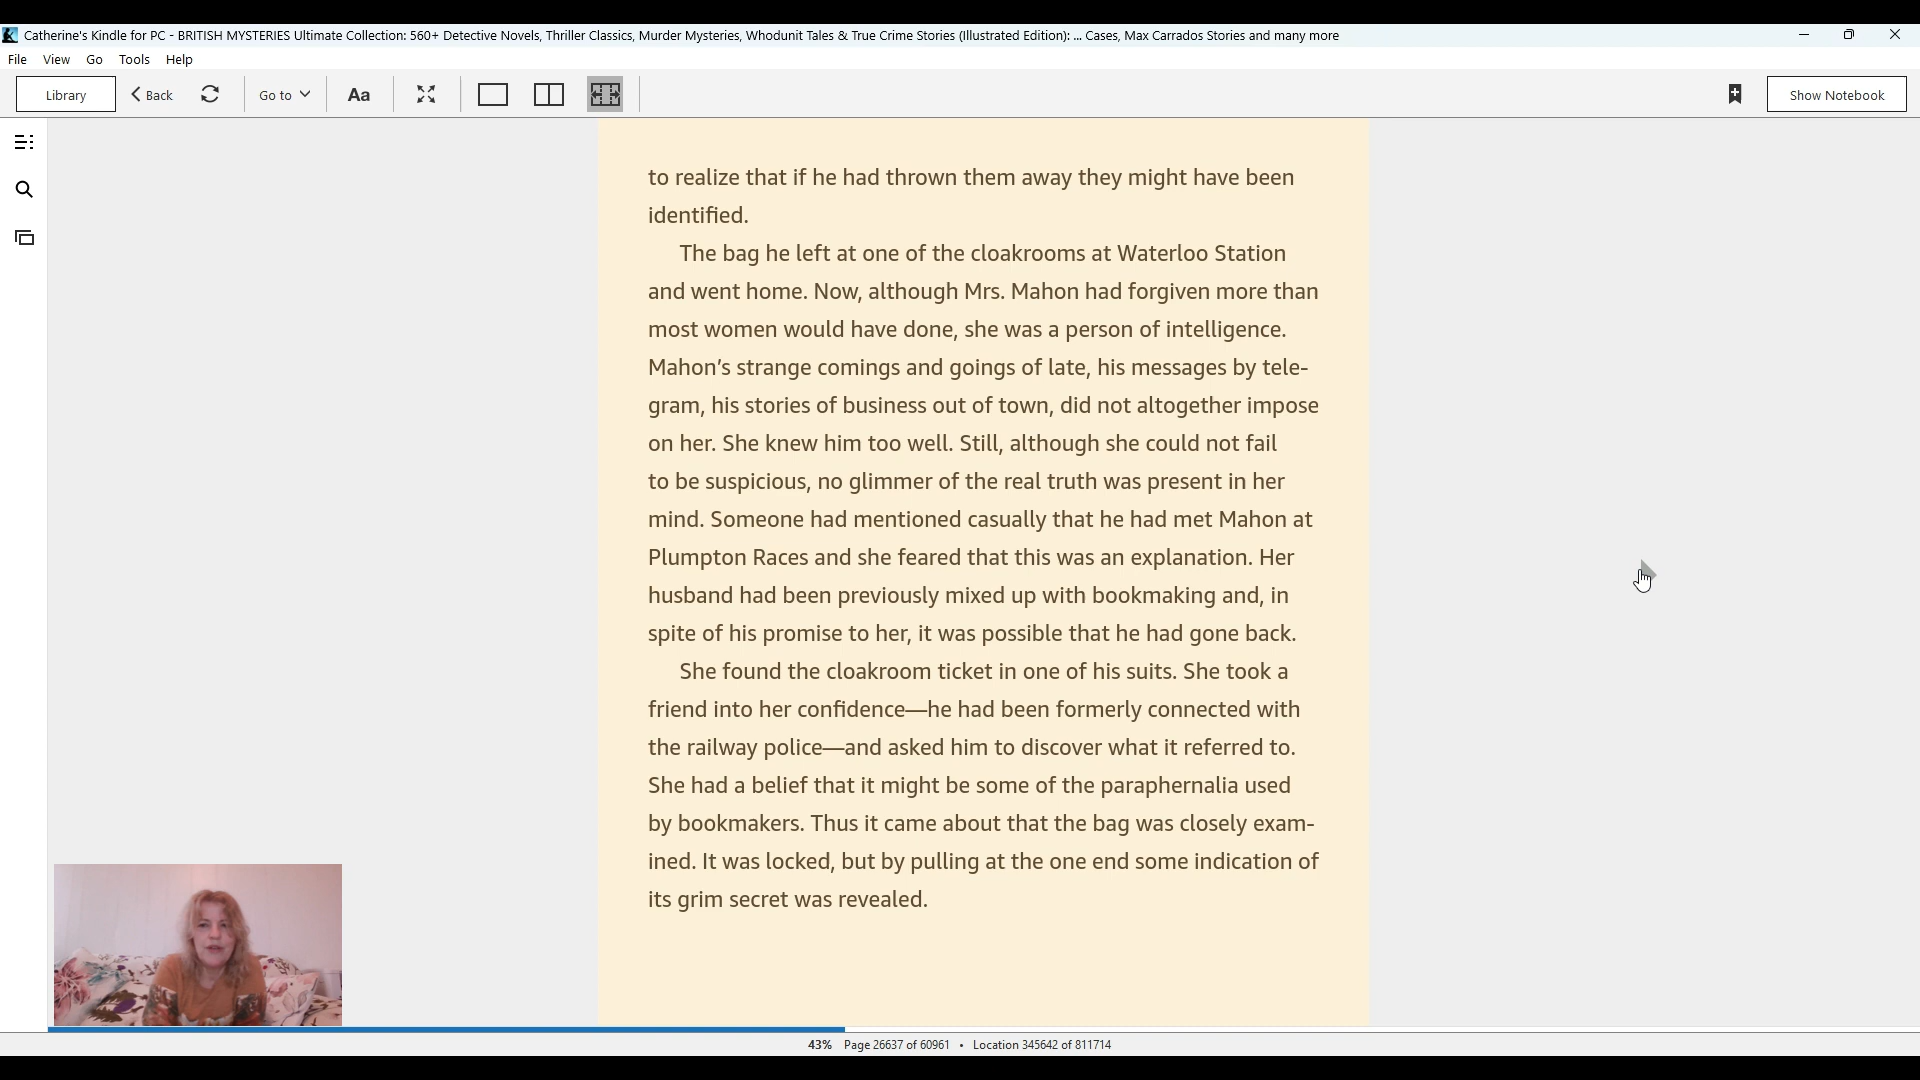 Catherine's Kindle for PC - BRITISH MYSTERIES Ultimate Collection: 560+ Detective Novels, Thriller Classics, Murder Mysteries, Whodunit Tales & True Crime Stories (Illustrated Edition): ... Cases, Max Carrados Stories and many more
File View Go Tools Help
Library Back Go to Aa Show Notebook
to realize that if he had thrown them away they might have been
identified.
The bag he left at one of the cloakrooms at Waterloo Station
and went home. Now, although Mrs. Mahon had forgiven more than
most women would have done, she was a person of intelligence.
Mahon’s strange comings and goings of late, his messages by tele-
gram, his stories of business out of town, did not altogether impose
on her. She knew him too well. Still, although she could not fail
to be suspicious, no glimmer of the real truth was present in her
mind. Someone had mentioned casually that he had met Mahon at
Plumpton Races and she feared that this was an explanation. Her
husband had been previously mixed up with bookmaking and, in
spite of his promise to her, it was possible that he had gone back.
She found the cloakroom ticket in one of his suits. She took a
friend into her confidence—he had been formerly connected with
the railway police—and asked him to discover what it referred to.
She had a belief that it might be some of the paraphernalia used
by bookmakers. Thus it came about that the bag was closely exam-
ined. It was locked, but by pulling at the one end some indication of
its grim secret was revealed.
43% Page 26637 of 60961 • Location 345642 of 811714